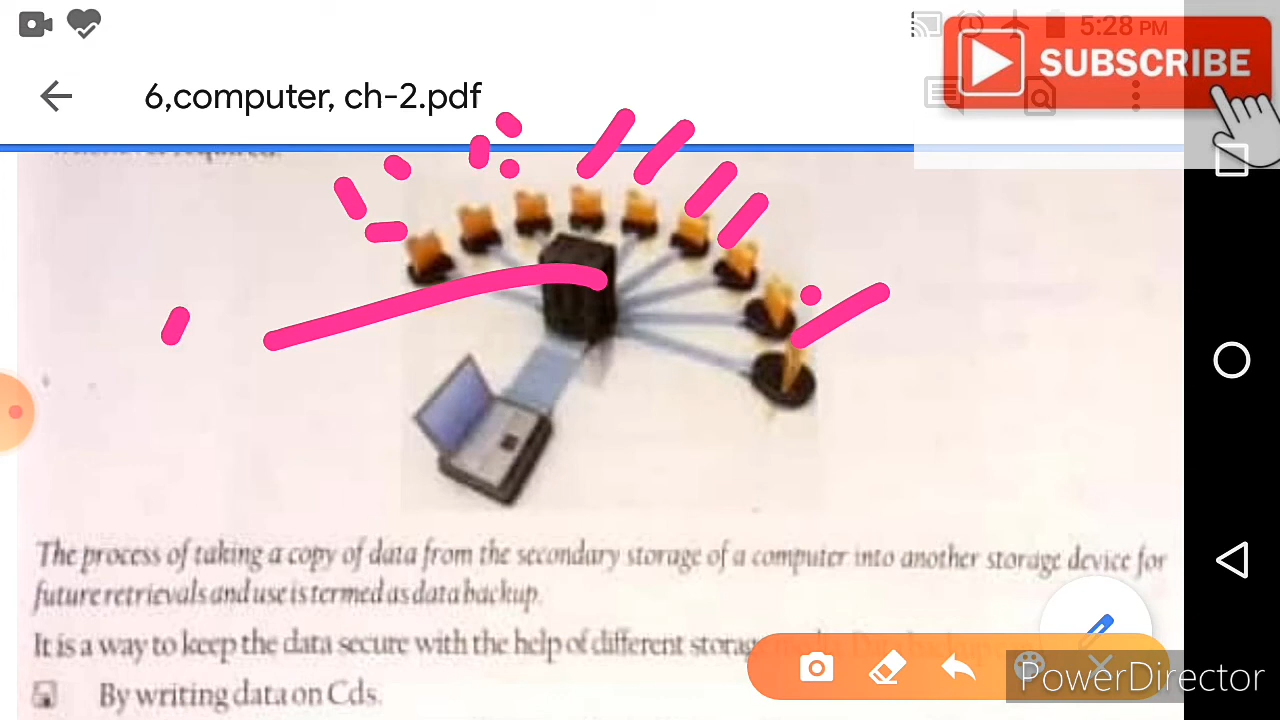 5:28 PM
SUBSCRIBE
6,computer, ch-2.pdf
The process of taking a copy of data from the secondary storage of a computer into another storage device for
future retrievals and use is termed as data backup.
It is a way to keep the data secure with the help of different storage
By writing data on Cds.
PowerDirector